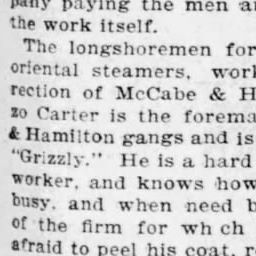 pany paying the men a
the work itself.
The longshoremen for
oriental steamers, work
rection of McCabe & H
zo Carter is the forema
& Hamilton gangs and is
"Grizzly." He is a hard
worker, and knows how
busy, and when need b
of the firm for wh ch
afraid to peel his coat, r